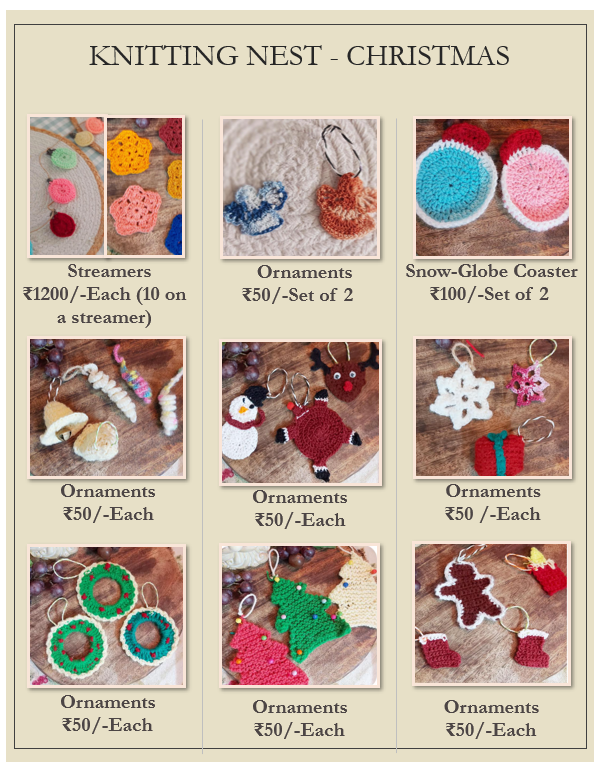 KNITTING NEST - CHRISTMAS
Streamers
₹1200/-Each (10 on
a streamer)
Ornaments
₹50/-Set of 2
Snow-Globe Coaster
₹100/-Set of 2
Ornaments
₹50/-Each
Ornaments
₹50/-Each
Ornaments
₹50 /-Each
Ornaments
₹50/-Each
Ornaments
₹50/-Each
Ornaments
₹50/-Each